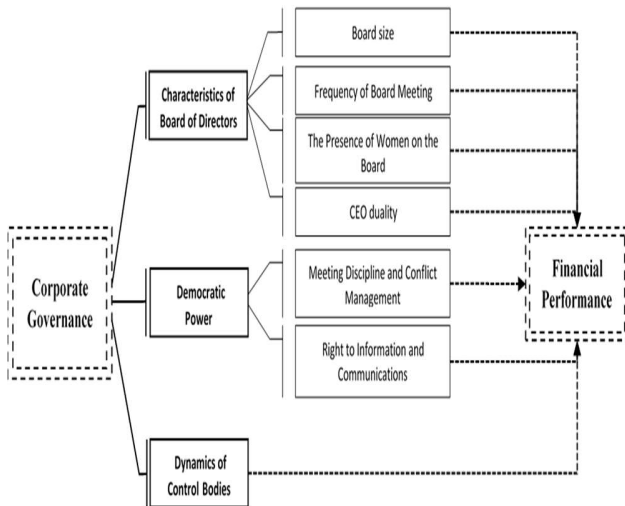 Board size
Characteristics of
Board of Directors
Frequency of Board Meeting
The Presence of Women on the
Board
CEO duality
Corporate
Governance
Democratic
Power
Meeting Discipline and Conflict
Management
Right to Information and
Communications
Financial
Performance
Dynamics of
Control Bodies